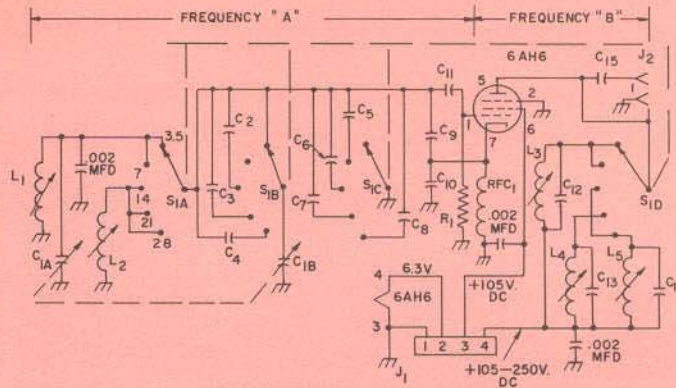 FREQUENCY "A" FREQUENCY "B"
6AH6 J2
C15
C11
5
2
1
6
7
1
3.5
7
14
21
28
L1
.002
MFD
S1A
C2
C3
C4
S1B
C6
C5
C7
S1C
C8
C9
C10
R1
RFC1
.002
MFD
L3
C12
S1D
C1A
L2
C1B
L4
L5
C13
C1
4 6.3V
6AH6
+105V.
DC
3
1 2 3 4
J1
+105—250V.
DC
.002
MFD